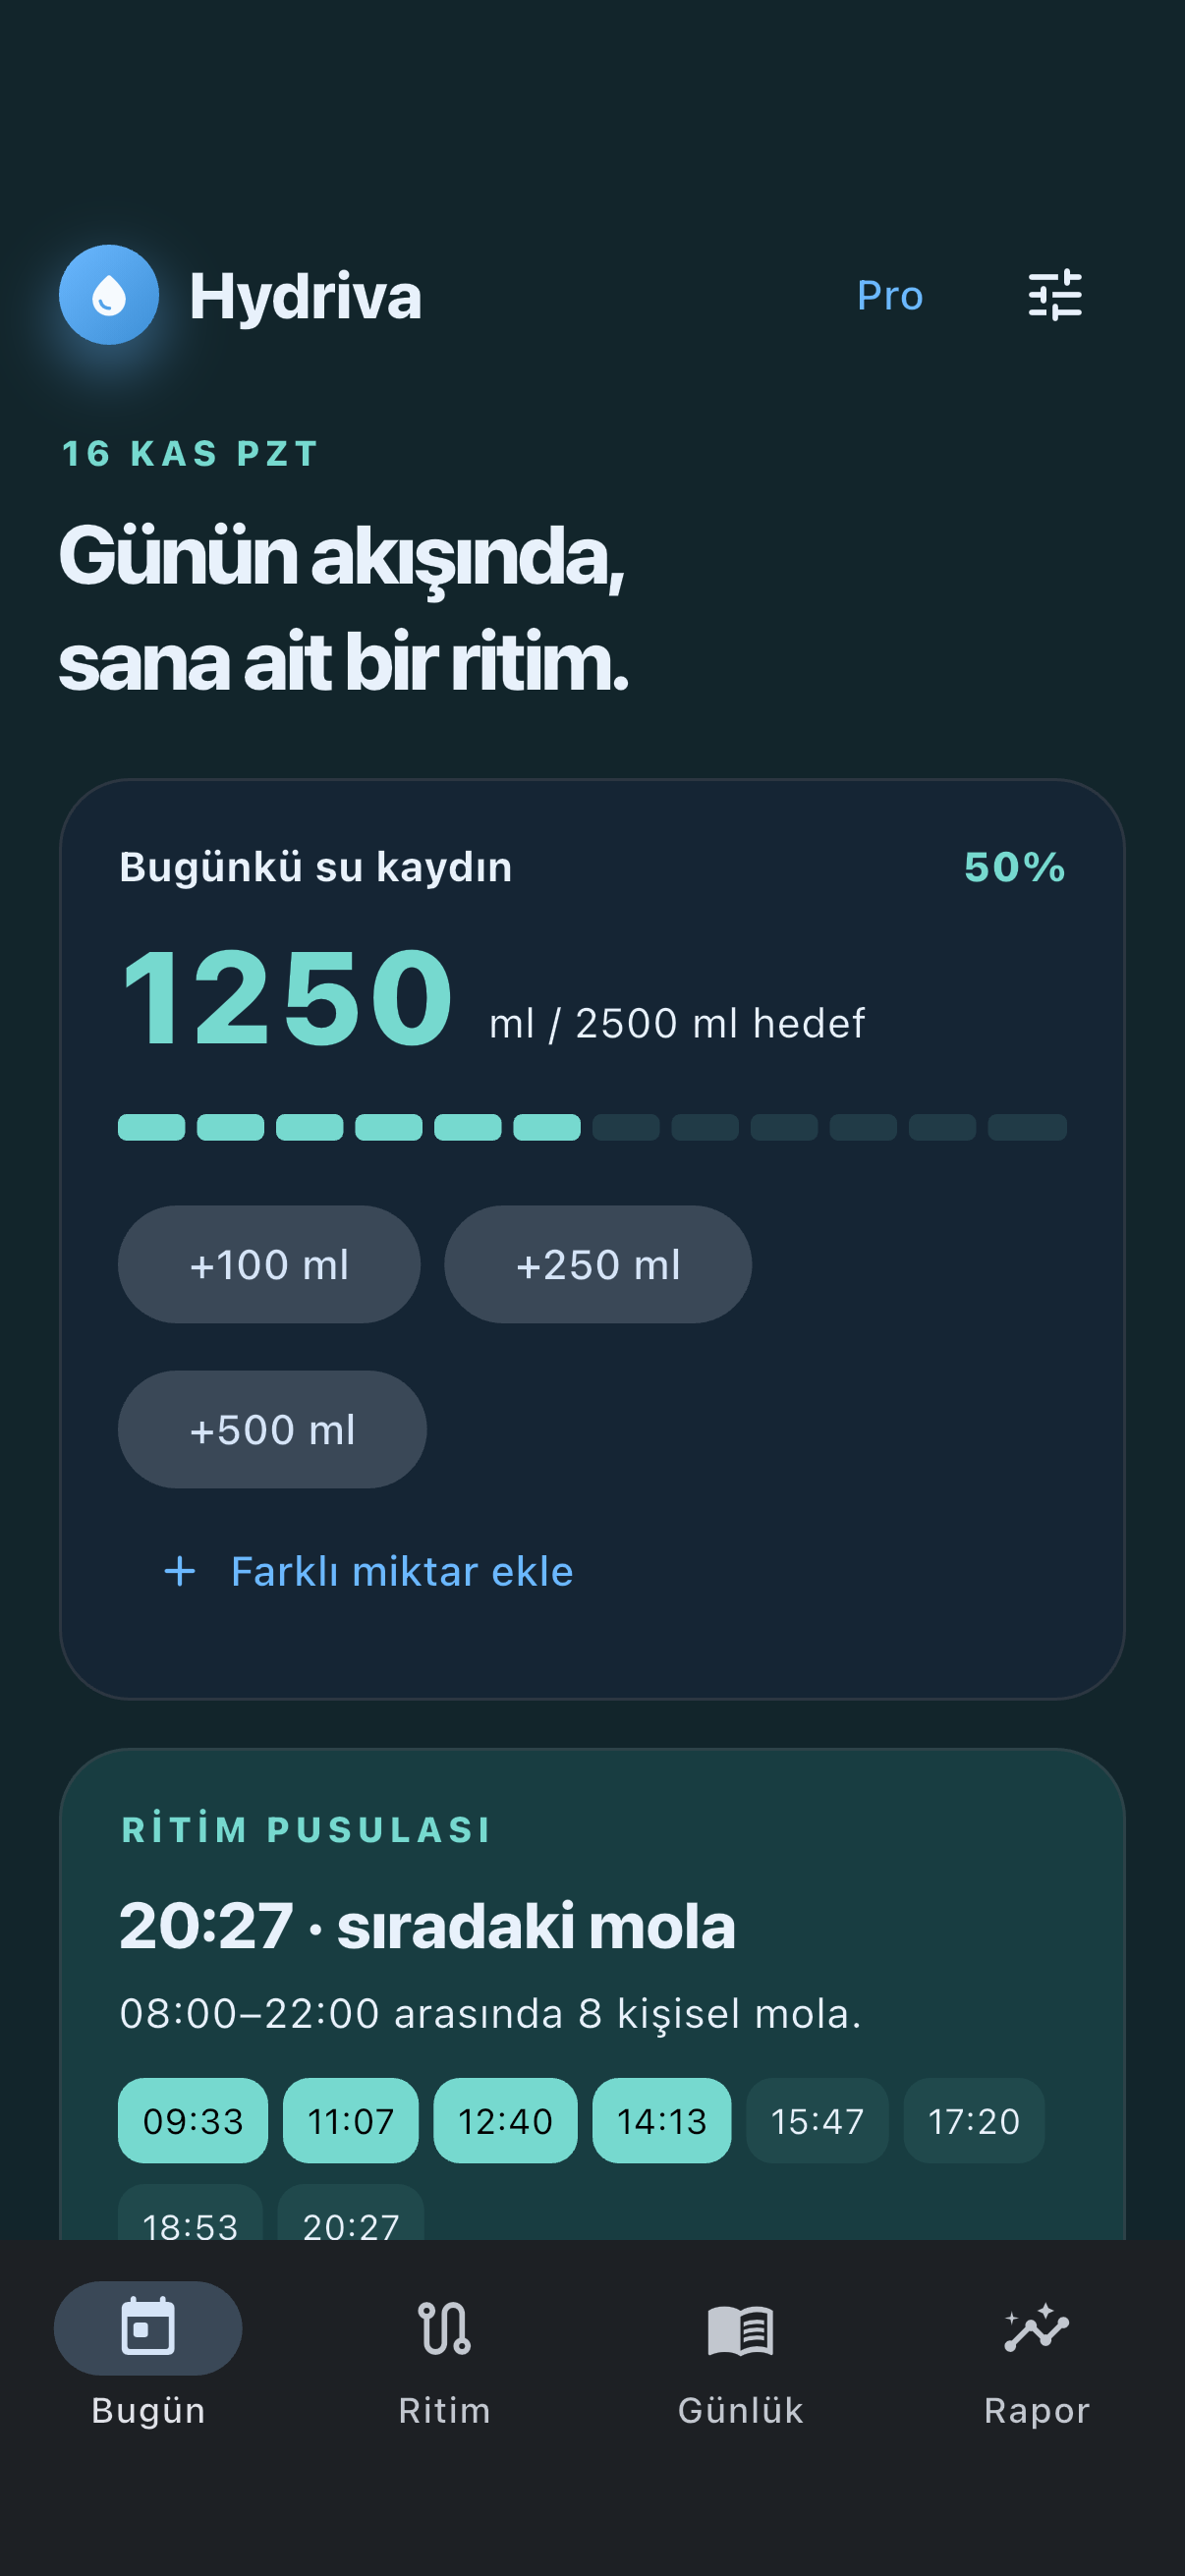 Hydriva
Pro
16 KAS PZT
Günün akışında,
sana ait bir ritim.
Bugünkü su kaydın
50%
1250 ml / 2500 ml hedef
+100 ml
+250 ml
+500 ml
+ Farklı miktar ekle
RİTİM PUSULASI
20:27 · sıradaki mola
08:00–22:00 arasında 8 kişisel mola.
09:33 11:07 12:40 14:13 15:47 17:20
18:53 20:27
Bugün
Ritim
Günlük
Rapor